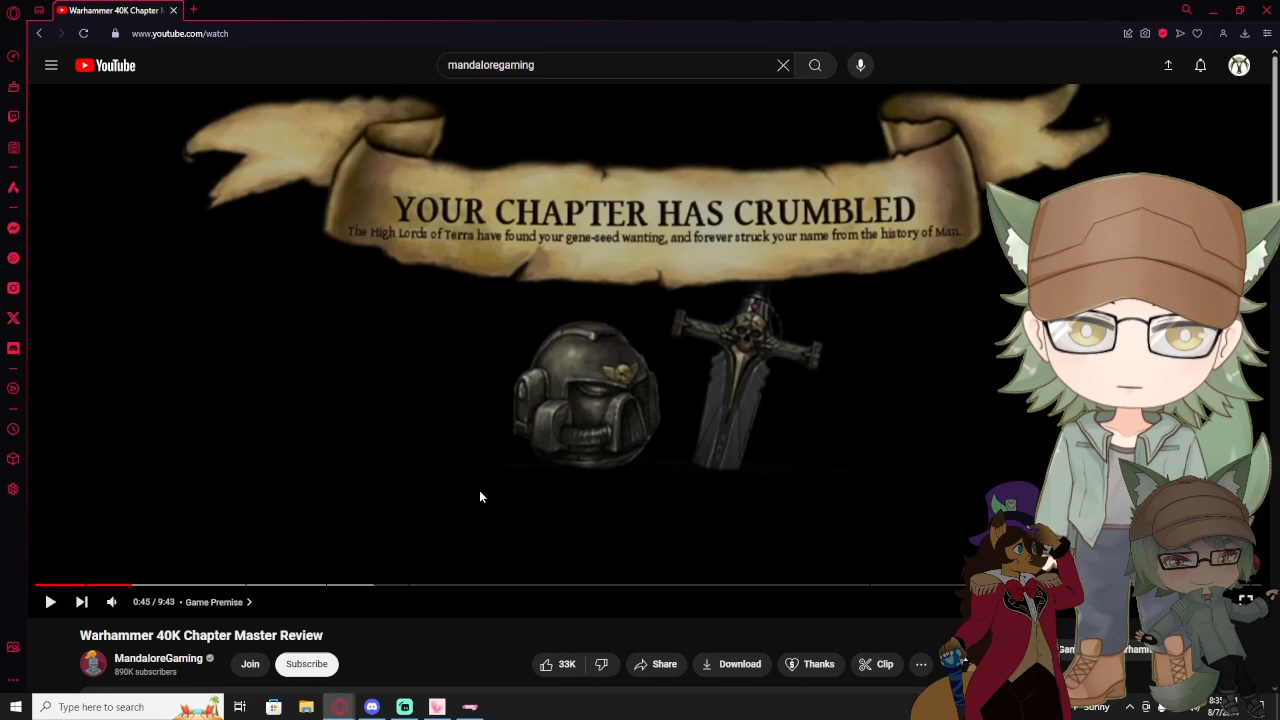 Warhammer 40K Chapter M
www.youtube.com/watch
YouTube
mandaloregaming
YOUR CHAPTER HAS CRUMBLED
The High Lords of Terra have found your gene-seed wanting, and forever struck your name from the history of Man.
0:45 / 9:43 • Game Premise
Warhammer 40K Chapter Master Review
MandaloreGaming
890K subscribers
Join
Subscribe
33K
Share
Download
Thanks
Clip
Type here to search
Sunny